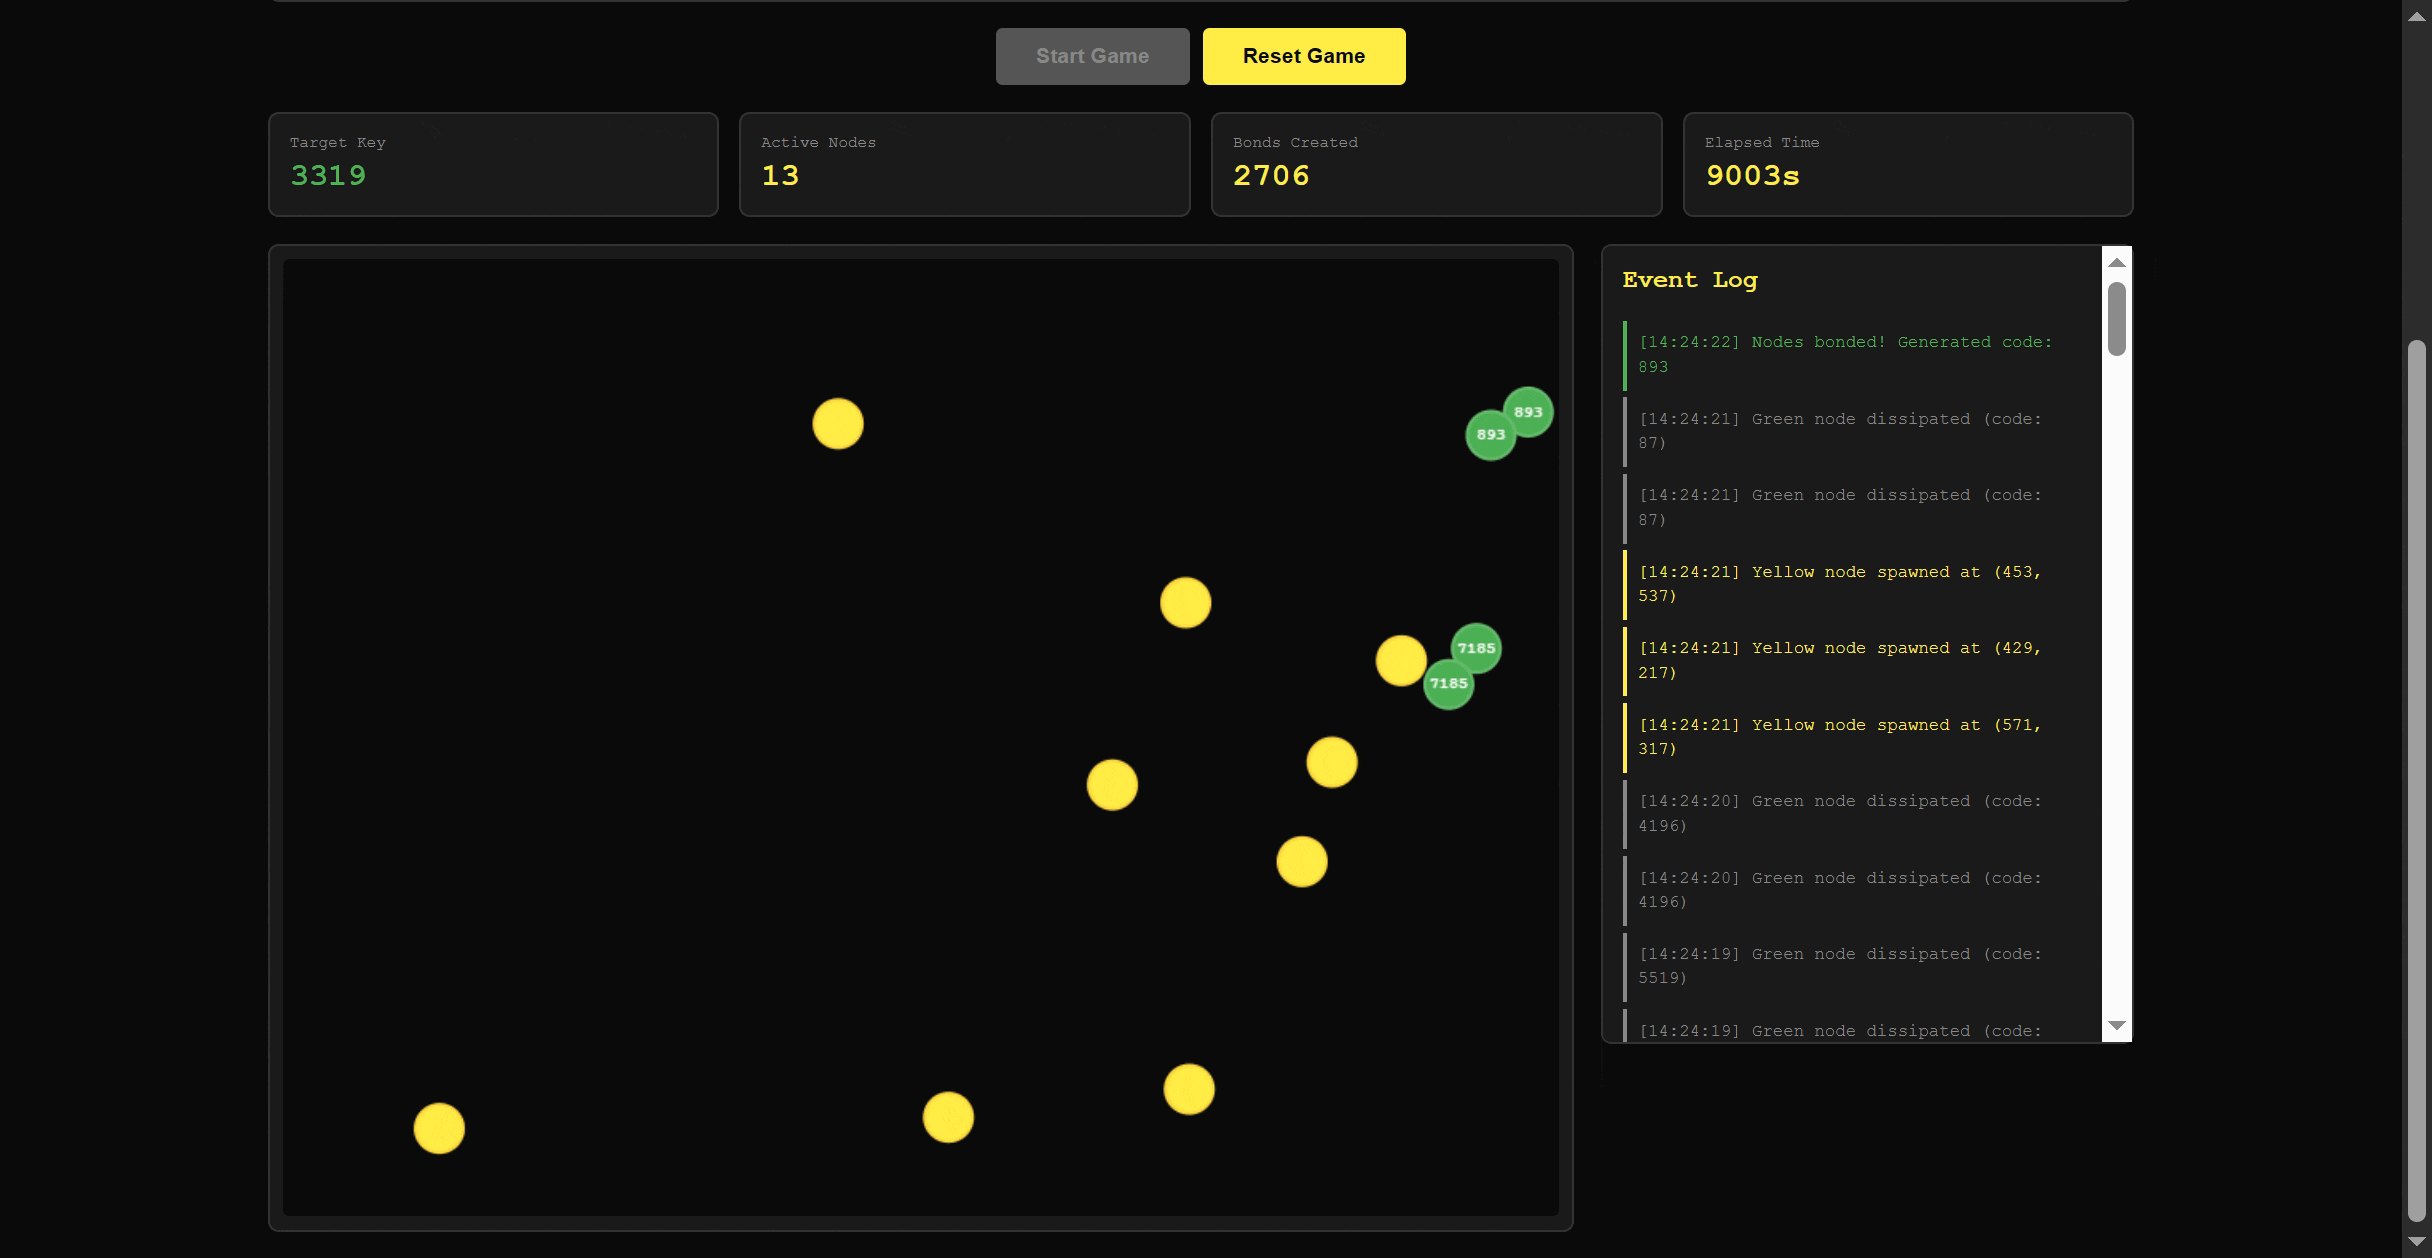 Start Game
Reset Game
Target Key
3319
Active Nodes
13
Bonds Created
2706
Elapsed Time
9003s
893
893
7185
7185
Event Log
[14:24:22] Nodes bonded! Generated code:
893
[14:24:21] Green node dissipated (code:
87)
[14:24:21] Green node dissipated (code:
87)
[14:24:21] Yellow node spawned at (453,
537)
[14:24:21] Yellow node spawned at (429,
217)
[14:24:21] Yellow node spawned at (571,
317)
[14:24:20] Green node dissipated (code:
4196)
[14:24:20] Green node dissipated (code:
4196)
[14:24:19] Green node dissipated (code:
5519)
[14:24:19] Green node dissipated (code: